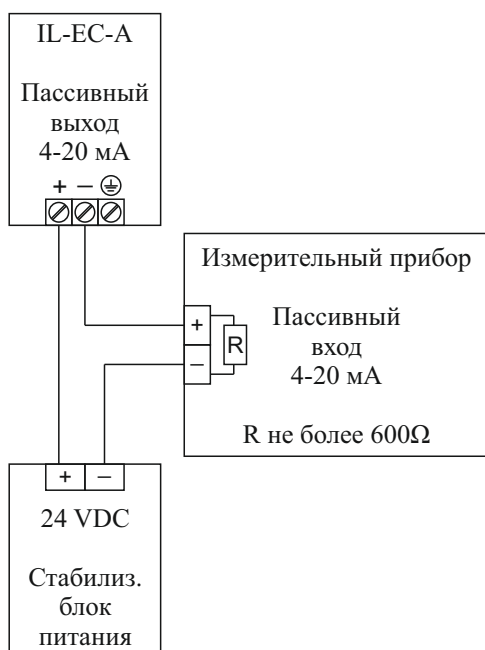 IL-EC-A
Пассивный
выход
4-20 мА
+ —
Измерительный прибор
+
R
—
Пассивный
вход
4-20 мА
R не более 600Ω
+ —
24 VDC
Стабилиз.
блок
питания